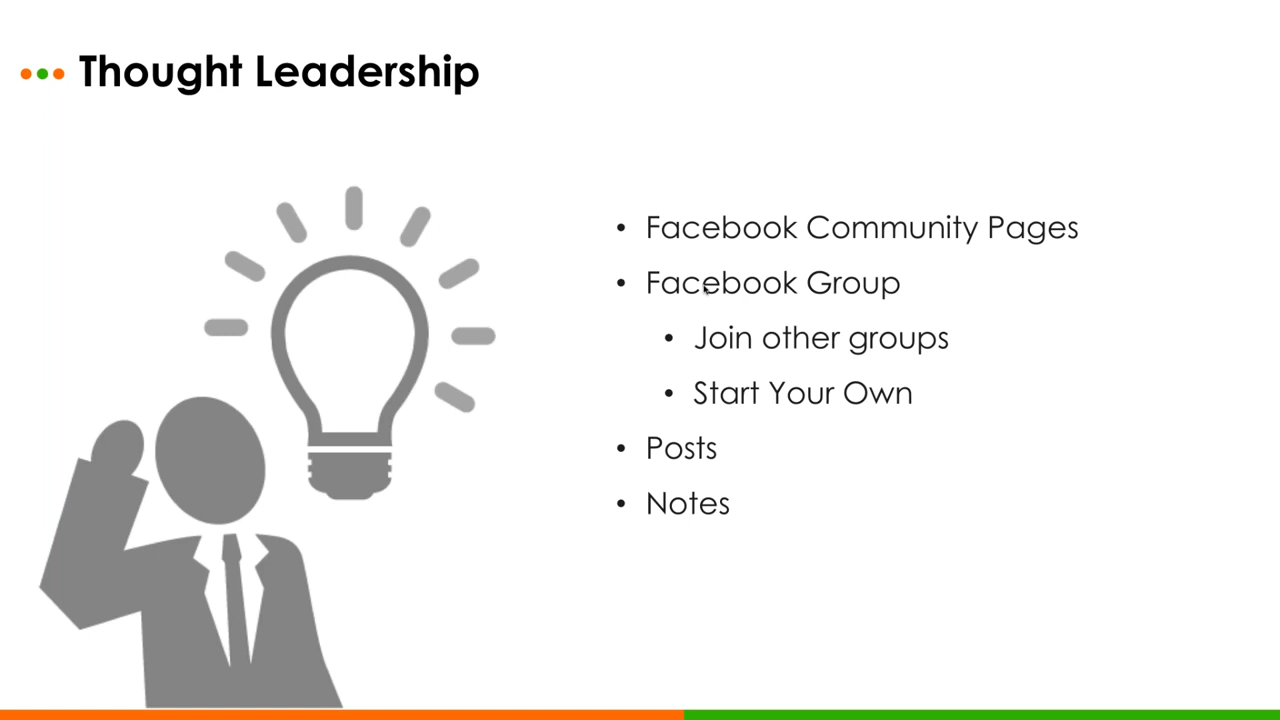 Thought Leadership
• Facebook Community Pages
• Facebook Group
• Join other groups
• Start Your Own
• Posts
• Notes